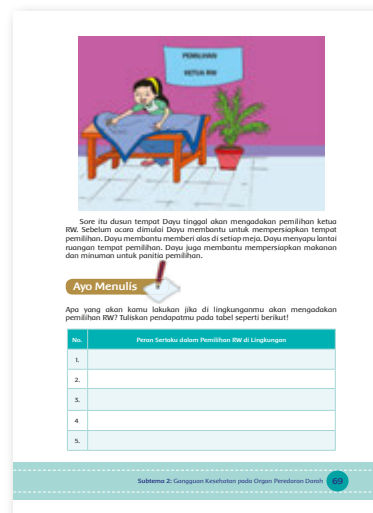 PEMILIHAN
KETUA RW
Sore itu dusun tempat Dayu tinggal akan mengadakan pemilihan ketua
RW. Sebelum acara dimulai Dayu membantu untuk mempersiapkan tempat
pemilihan. Dayu membantu memberi alas di setiap meja. Dayu menyapu lantai
ruangan tempat pemilihan. Dayu juga membantu mempersiapkan makanan
dan minuman untuk panitia pemilihan.
Ayo Menulis
Apa yang akan kamu lakukan jika di lingkunganmu akan mengadakan
pemilihan RW? Tuliskan pendapatmu pada tabel seperti berikut!
No. Peran Sertaku dalam Pemilihan RW di Lingkungan
1.
2.
3.
4
5.
Subtema 2: Gangguan Kesehatan pada Organ Peredaran Darah 69